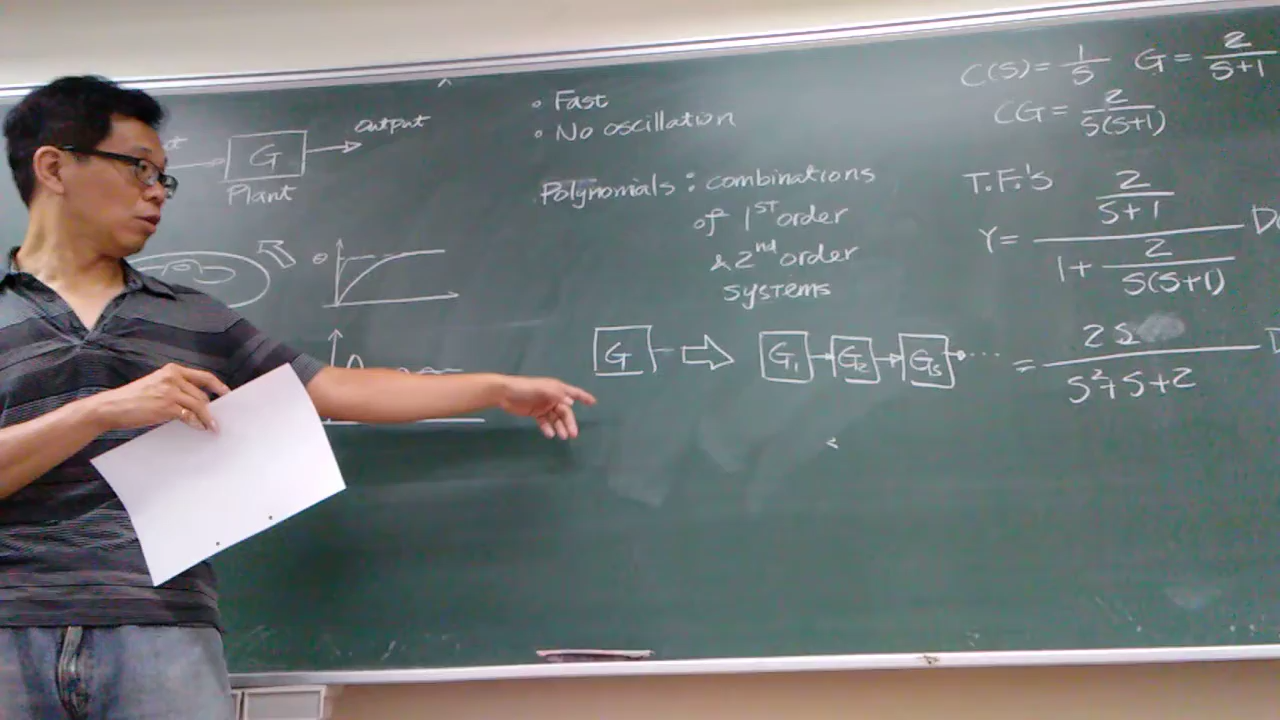 G
Output
Plant
θ
• Fast
• No oscillation
Polynomials : combinations
of 1ST order
& 2nd order
systems
G ⇨ G1 → G2 → G3 → ...
C(S) = 1/S G = 2/(S+1)
CG = 2/(S(S+1))
T.F.'s
Y = (2/(S+1))/(1 + 2/(S(S+1)))
= 2S/(S²+S+2)